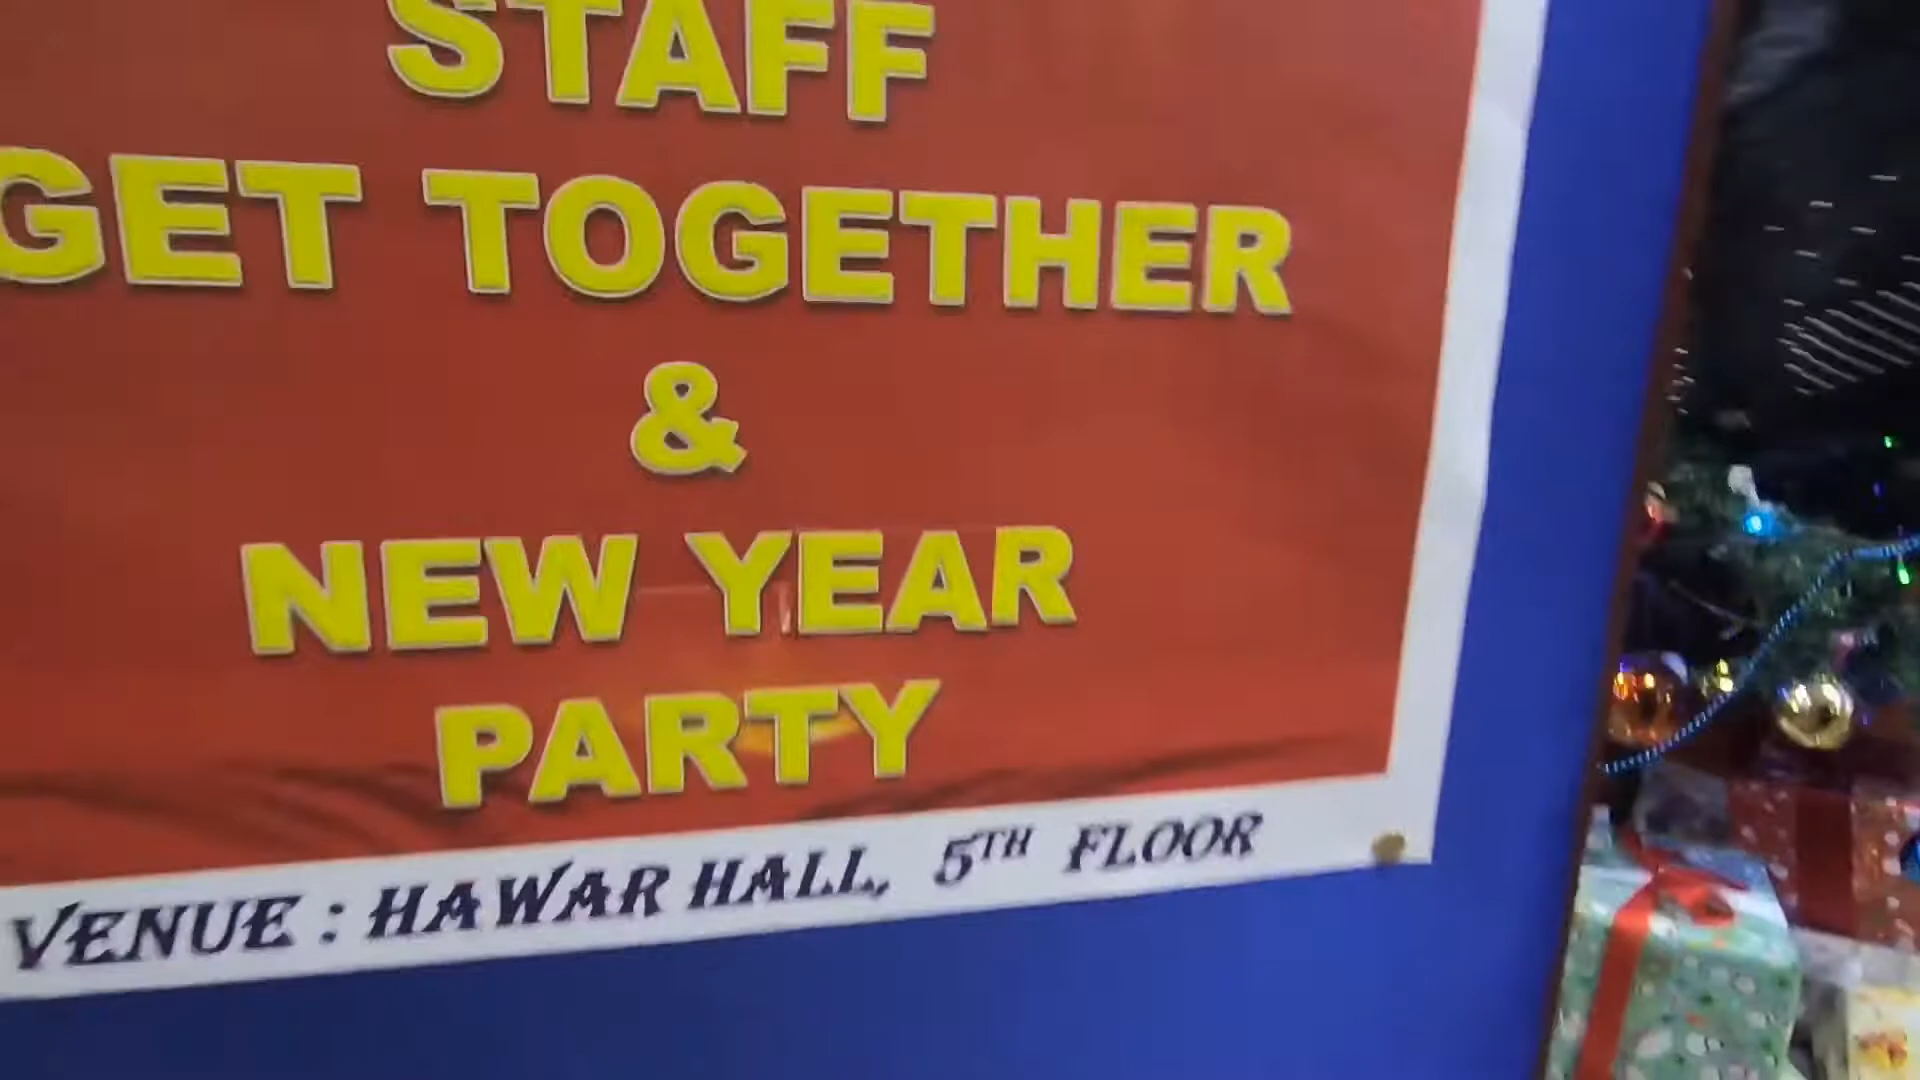 STAFF
GET TOGETHER
&
NEW YEAR
PARTY
VENUE : HAWAR HALL, 5TH FLOOR